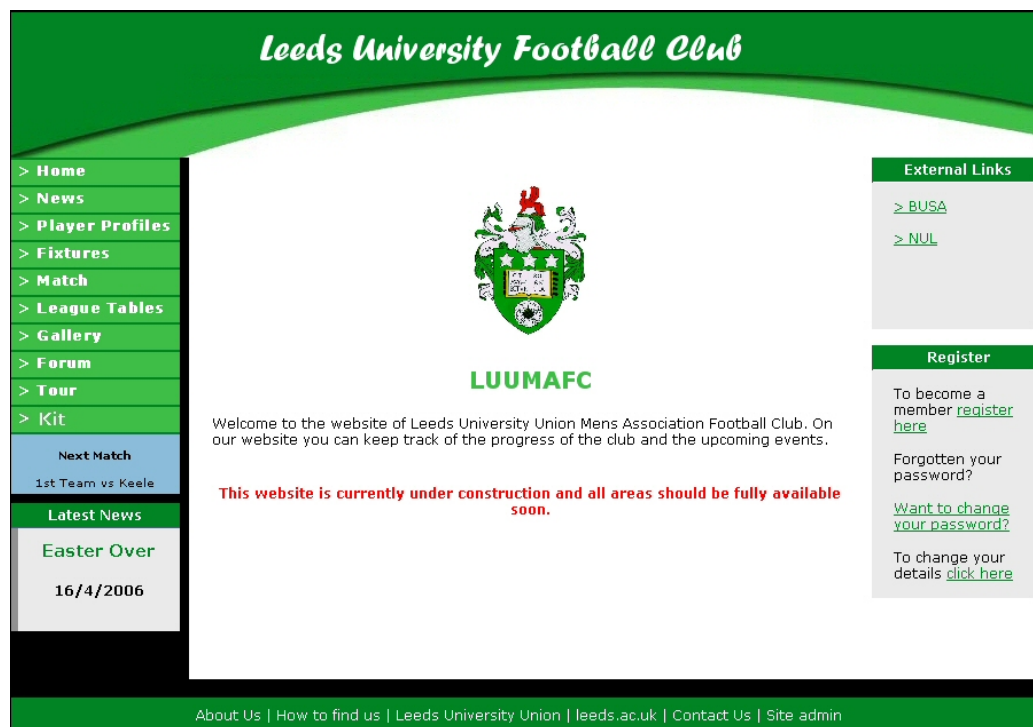 Leeds University Football Club
> Home
> News
> Player Profiles
> Fixtures
> Match
> League Tables
> Gallery
> Forum
> Tour
> Kit
Next Match
1st Team vs Keele
Latest News
Easter Over
16/4/2006
LUUMAFC
Welcome to the website of Leeds University Union Mens Association Football Club. On
our website you can keep track of the progress of the club and the upcoming events.
This website is currently under construction and all areas should be fully available
soon.
External Links
> BUSA
> NUL
Register
To become a
member register
here
Forgotten your
password?
Want to change
your password?
To change your
details click here
About Us | How to find us | Leeds University Union | leeds.ac.uk | Contact Us | Site admin